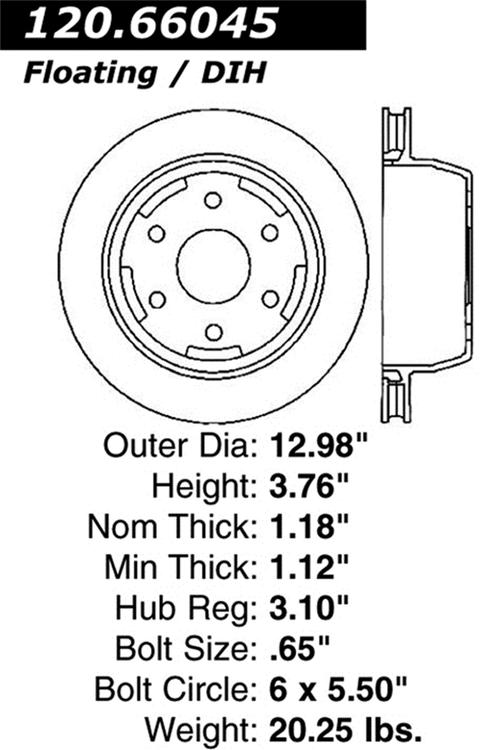 120.66045
Floating / DIH
Outer Dia: 12.98"
Height: 3.76"
Nom Thick: 1.18"
Min Thick: 1.12"
Hub Reg: 3.10"
Bolt Size: .65"
Bolt Circle: 6 x 5.50"
Weight: 20.25 lbs.